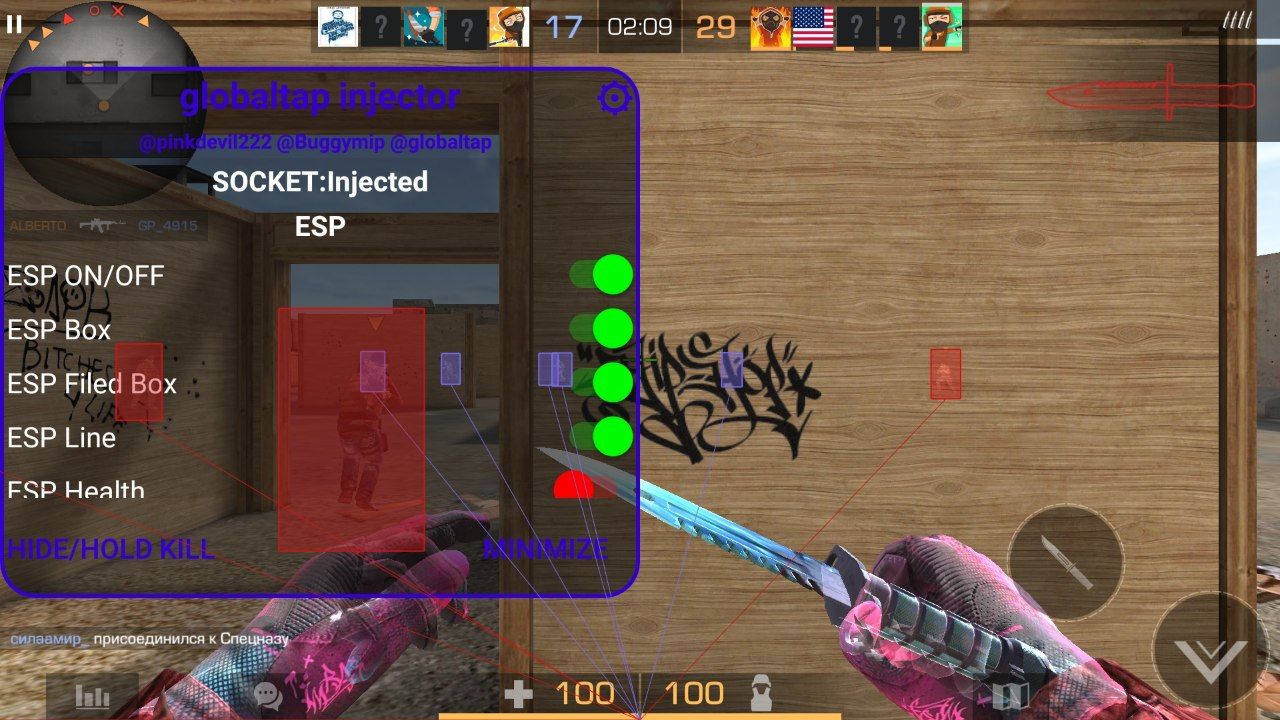 17 02:09 29
globaltap injector
@pinkdevil222 @Buggymip @globaltap
SOCKET:Injected
ALBERTO GP_4915
ESP
ESP ON/OFF
ESP Box
ESP Filed Box
ESP Line
ESP Health
HIDE/HOLD KiLL MINIMIZE
силаамир_ присоединился к Спецназу
100 100